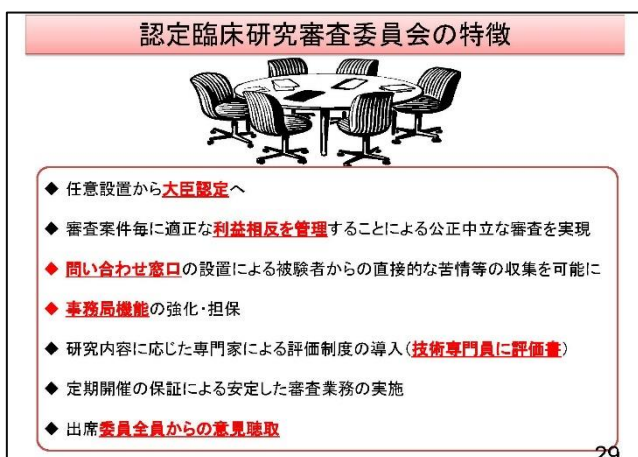 認定臨床研究審査委員会の特徴
◆ 任意設置から大臣認定へ
◆ 審査案件毎に適正な利益相反を管理することによる公正中立な審査を実現
◆ 問い合わせ窓口の設置による被験者からの直接的な苦情等の収集を可能に
◆ 事務局機能の強化・担保
◆ 研究内容に応じた専門家による評価制度の導入(技術専門員に評価書)
◆ 定期開催の保証による安定した審査業務の実施
◆ 出席委員全員からの意見聴取
29